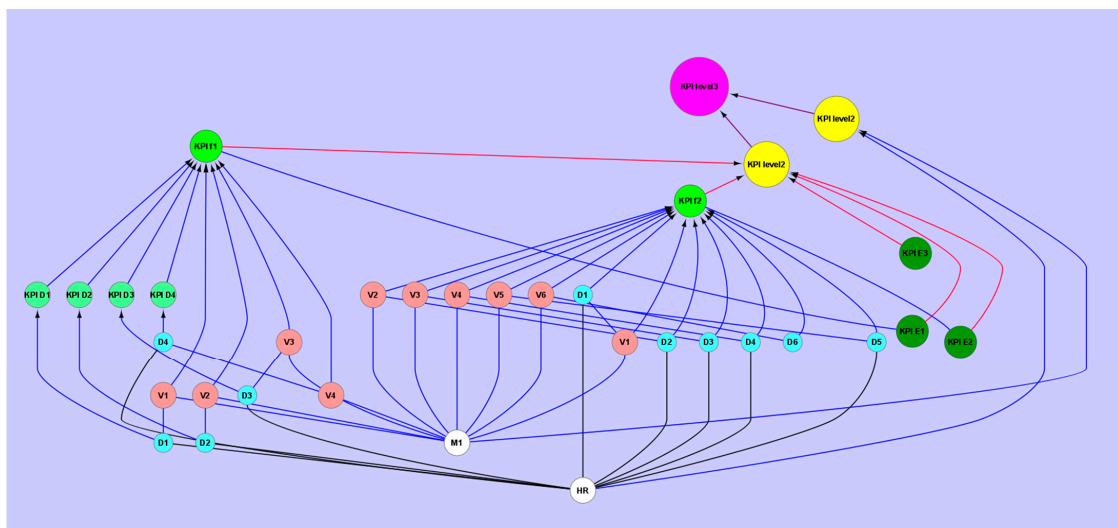 KPI level3
KPI level2
KPI f1
KPI level2
KPI f2
KPI E3
KPI D1 KPI D2 KPI D3 KPI D4 V2 V3 V4 V5 V6 D1
KPI E1
D4 V3 V1 D2 D3 D4 D6 D5 KPI E2
V1 V2 D3 V4
D1 D2 M1
HR